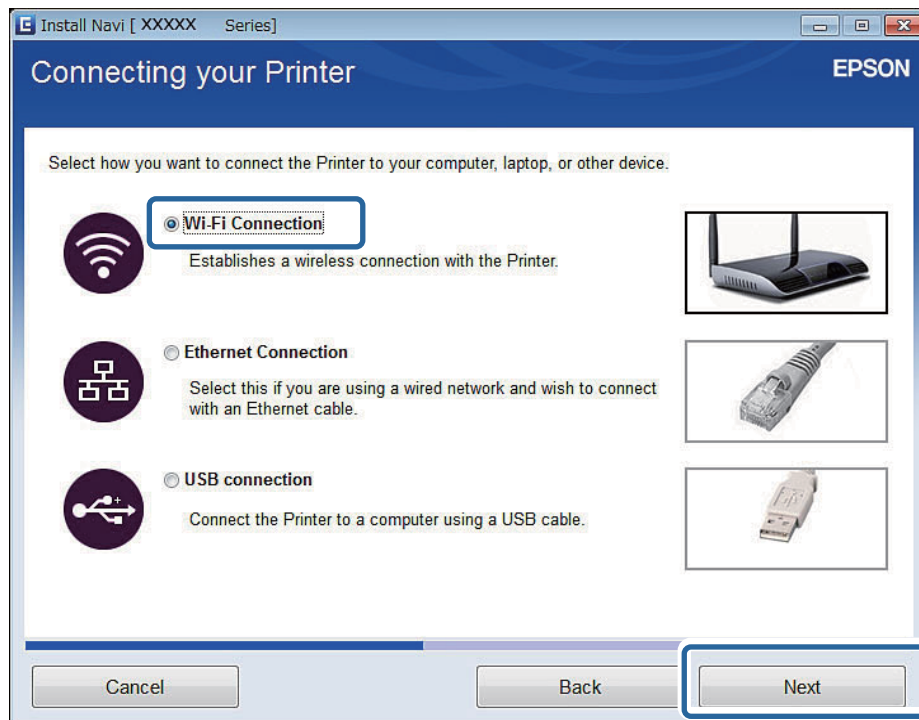 Install Navi [ XXXXX Series]
Connecting your Printer
EPSON
Select how you want to connect the Printer to your computer, laptop, or other device.
Wi-Fi Connection
Establishes a wireless connection with the Printer.
Ethernet Connection
Select this if you are using a wired network and wish to connect
with an Ethernet cable.
USB connection
Connect the Printer to a computer using a USB cable.
Cancel
Back
Next